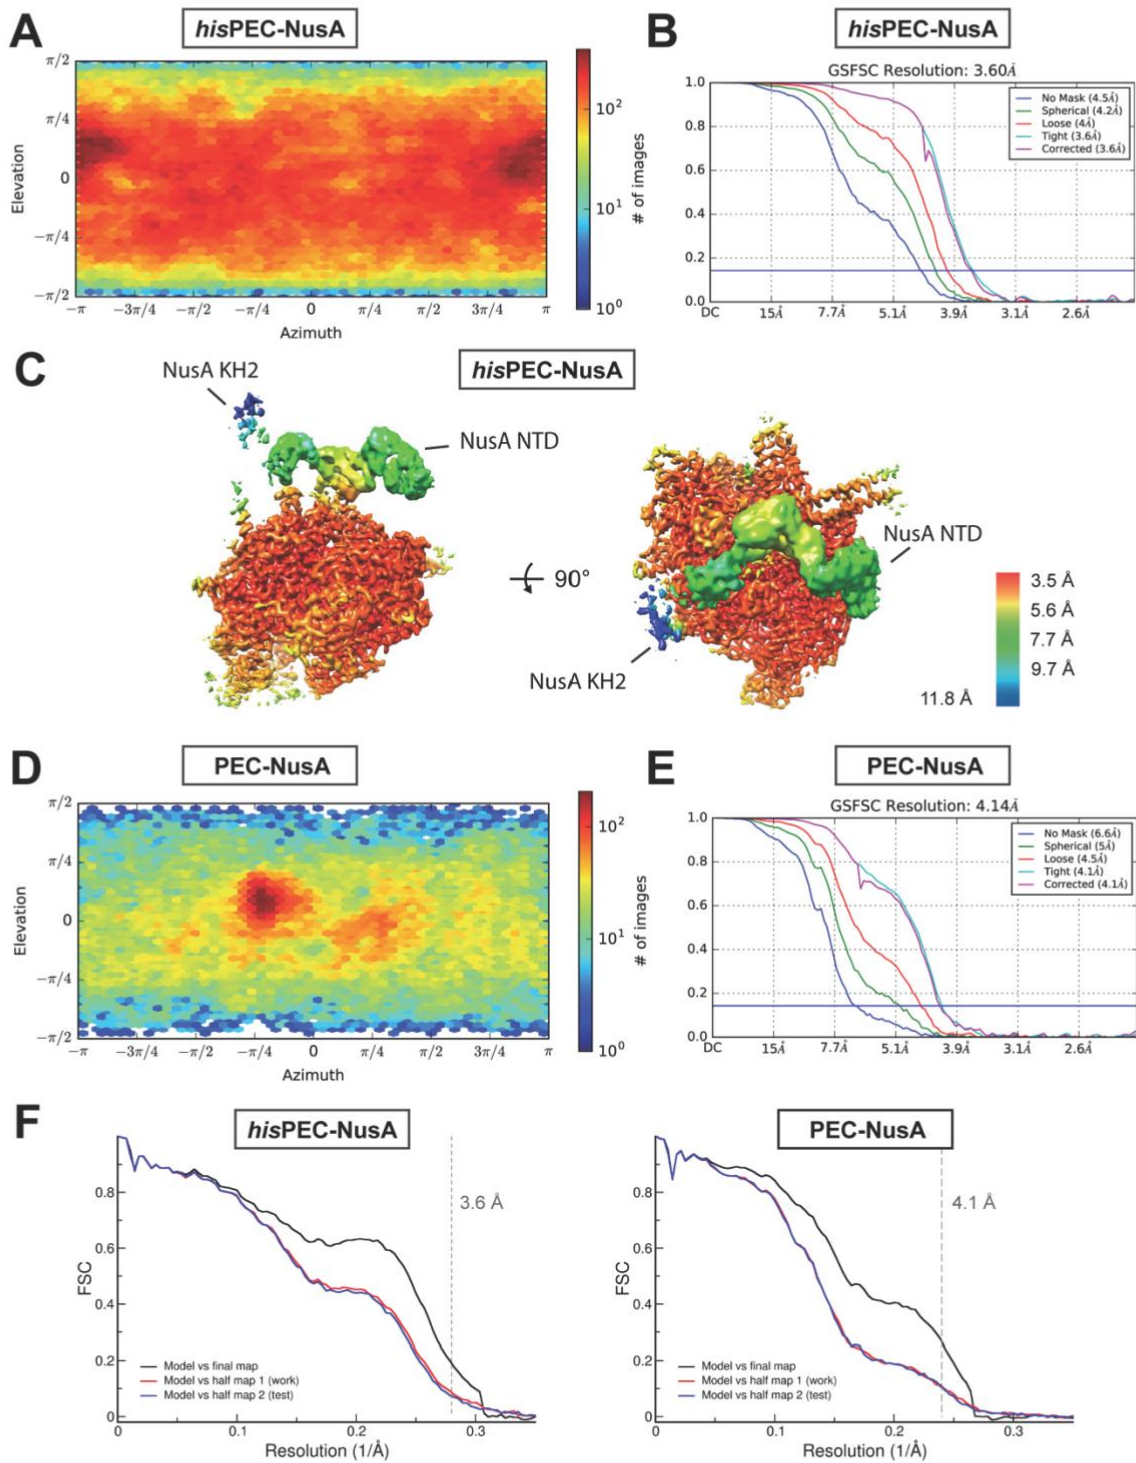 A
hisPEC-NusA
π/2
π/4
0
−π/4
−π/2
Elevation
−π
−3π/4
−π/2
−π/4
0
π/4
π/2
3π/4
π
Azimuth
10²
10¹
10⁰
# of images
B
hisPEC-NusA
GSFSC Resolution: 3.60Å
1.0
0.8
0.6
0.4
0.2
0.0
DC
15Å
7.7Å
5.1Å
3.9Å
3.1Å
2.6Å
No Mask (4.5Å)
Spherical (4.2Å)
Loose (4Å)
Tight (3.6Å)
Corrected (3.6Å)
C
hisPEC-NusA
NusA KH2
NusA NTD
90°
NusA NTD
NusA KH2
3.5 Å
5.6 Å
7.7 Å
9.7 Å
11.8 Å
D
PEC-NusA
π/2
π/4
0
−π/4
−π/2
Elevation
−π
−3π/4
−π/2
−π/4
0
π/4
π/2
3π/4
π
Azimuth
10²
10¹
10⁰
# of images
E
PEC-NusA
GSFSC Resolution: 4.14Å
1.0
0.8
0.6
0.4
0.2
0.0
DC
15Å
7.7Å
5.1Å
3.9Å
3.1Å
2.6Å
No Mask (6.6Å)
Spherical (5Å)
Loose (4.5Å)
Tight (4.1Å)
Corrected (4.1Å)
F
hisPEC-NusA
3.6 Å
FSC
0.8
0.6
0.4
0.2
0
Model vs final map
Model vs half map 1 (work)
Model vs half map 2 (test)
0
0.1
0.2
0.3
Resolution (1/Å)
PEC-NusA
4.1 Å
FSC
0.8
0.6
0.4
0.2
0
Model vs final map
Model vs half map 1 (work)
Model vs half map 2 (test)
0
0.1
0.2
0.3
Resolution (1/Å)